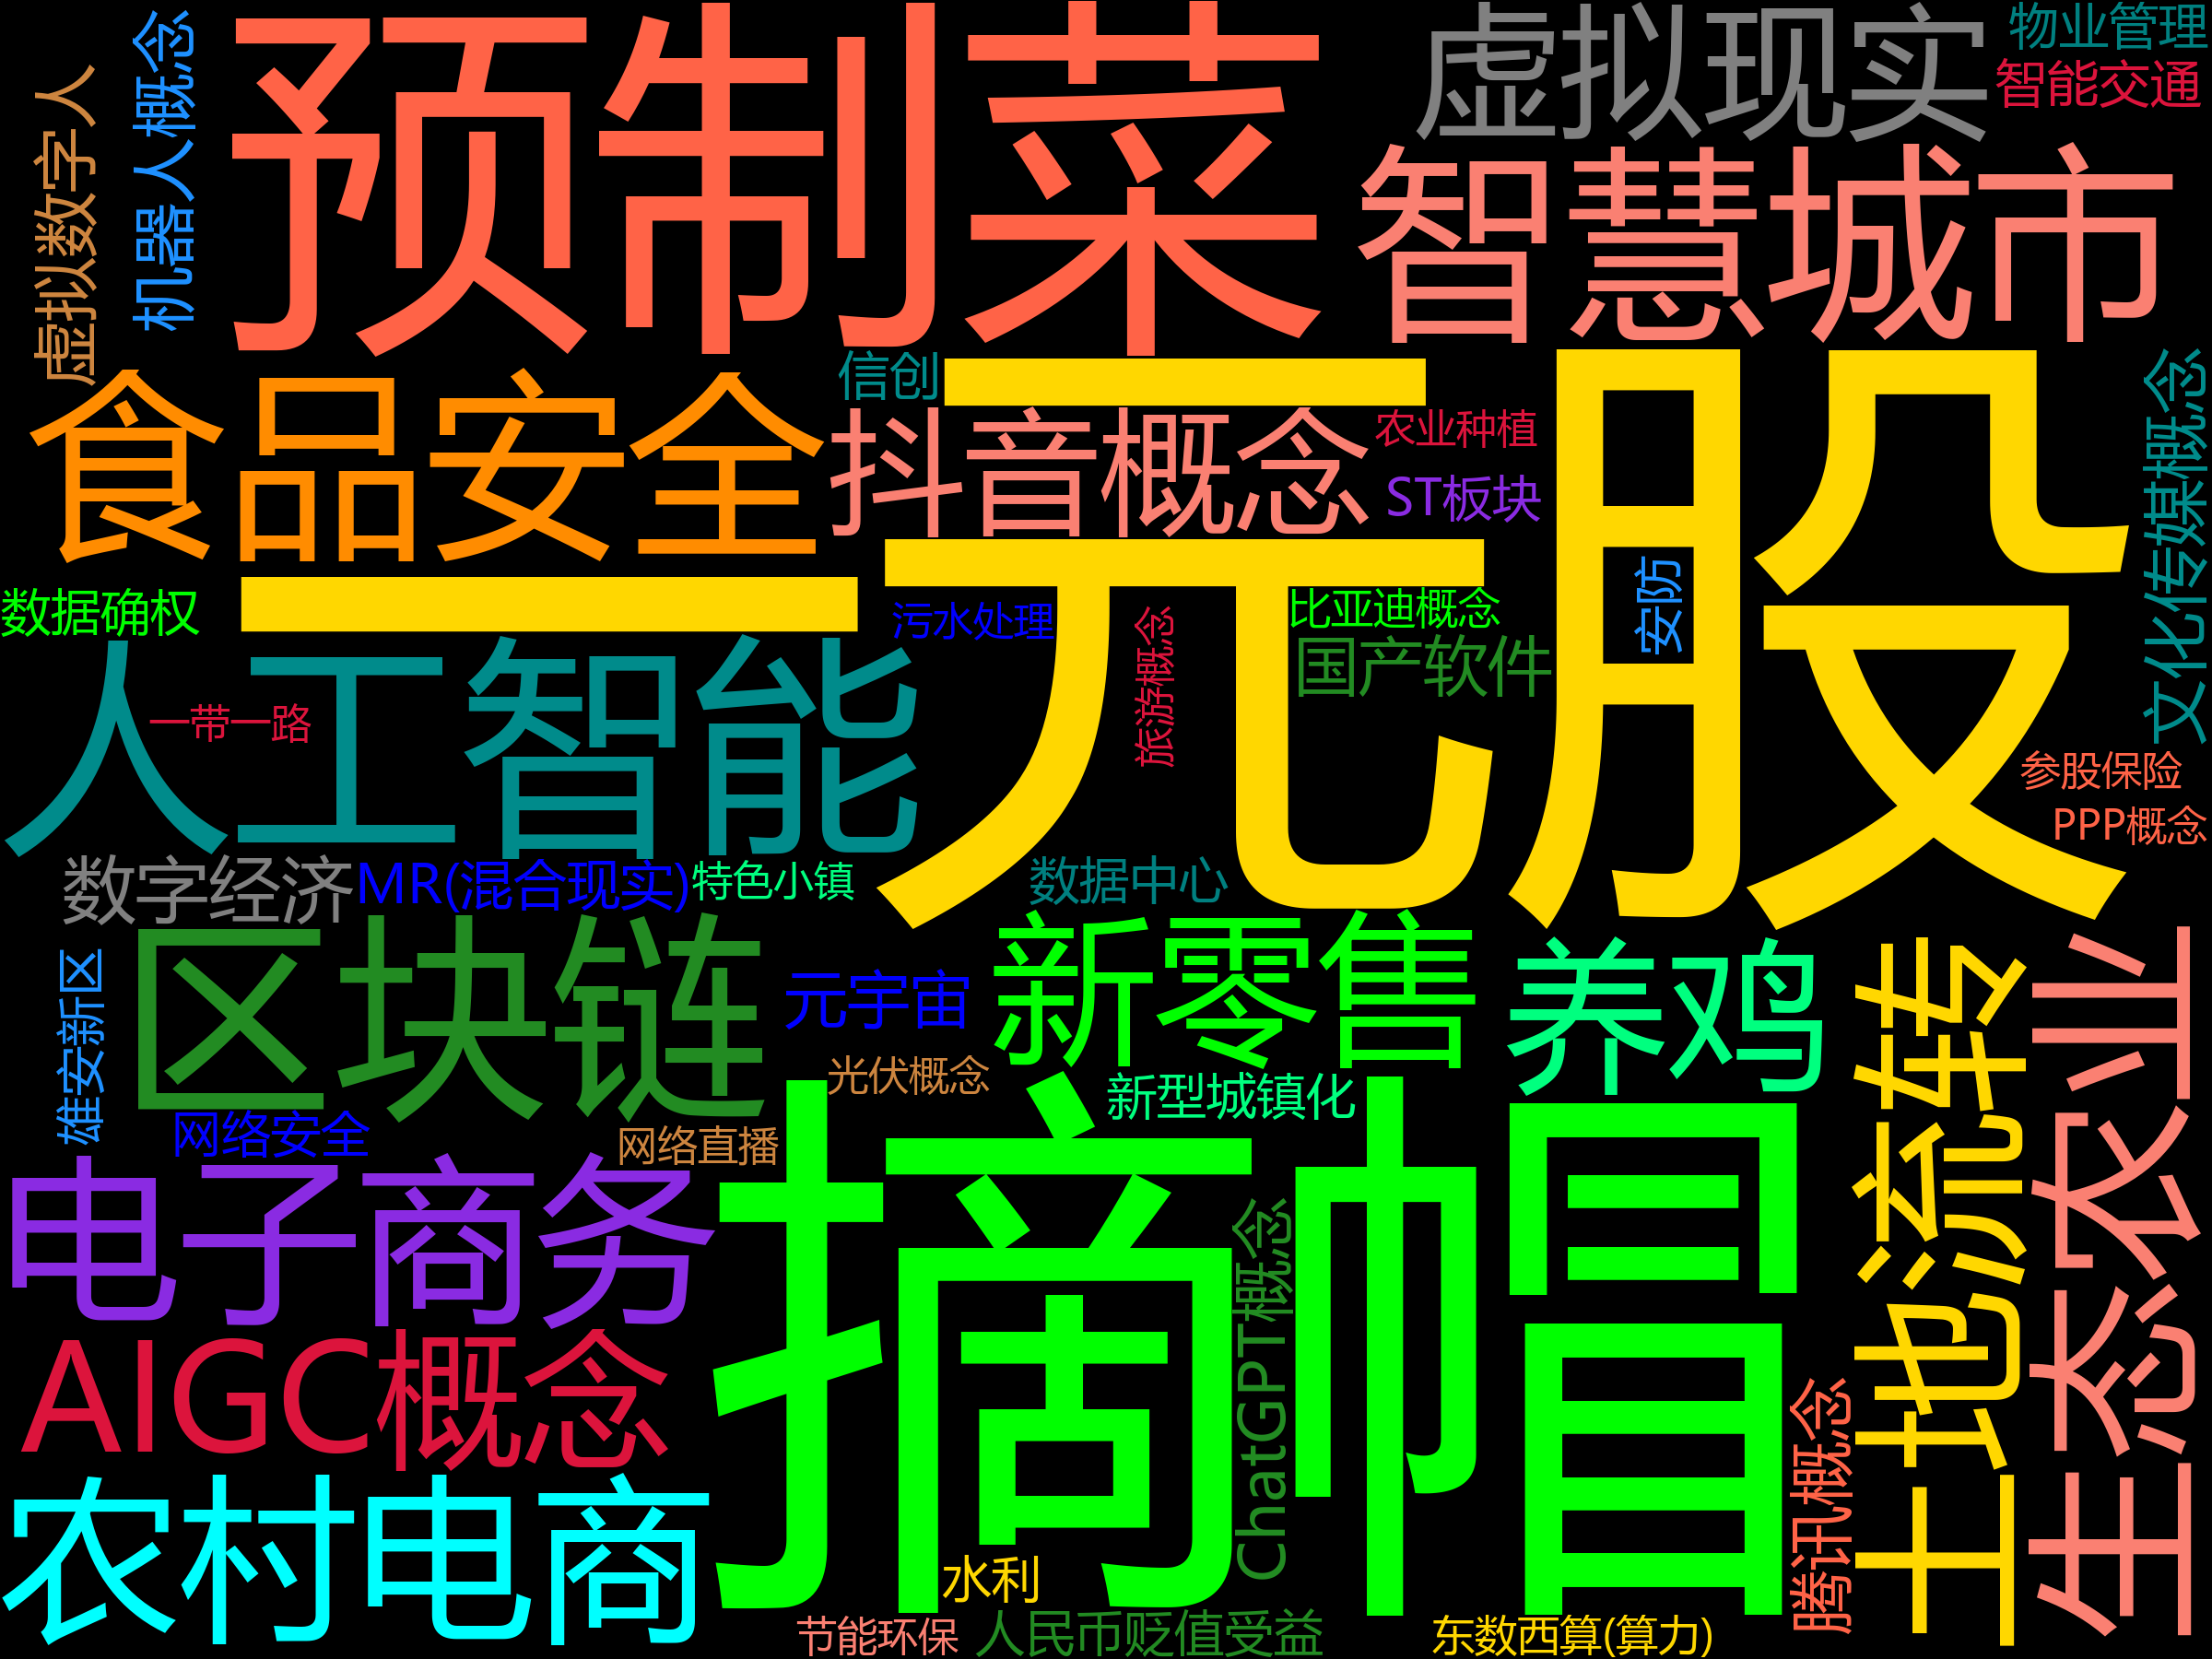 预制菜
虚拟现实
物业管理
智能交通
机器人概念
虚拟数字人
智慧城市
食品安全
信创
一元股
抖音概念
农业种植
ST板块
文化传媒概念
安防
数据确权
污水处理
比亚迪概念
国产软件
旅游概念
人工智能
一带一路
参股保险
PPP概念
数字经济
MR(混合现实)
特色小镇
数据中心
区块链
元宇宙
新零售
养鸡
土地流转
生态农业
雄安新区
光伏概念
新型城镇化
网络安全
网络直播
电子商务
摘帽
ChatGPT概念
AIGC概念
腾讯概念
农村电商
水利
节能环保
人民币贬值受益
东数西算(算力)